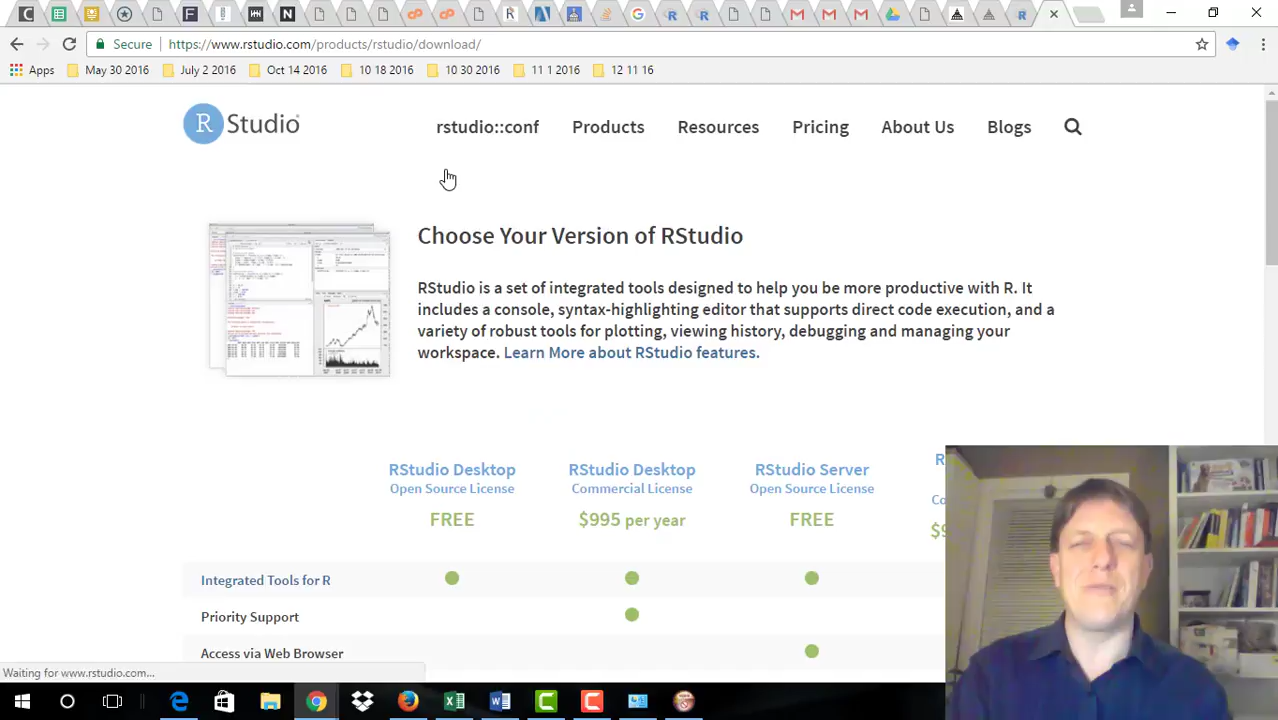 Secure
https://www.rstudio.com/products/rstudio/download/
Apps
May 30 2016
July 2 2016
Oct 14 2016
10 18 2016
10 30 2016
11 1 2016
12 11 16
R Studio
rstudio::conf
Products
Resources
Pricing
About Us
Blogs
Choose Your Version of RStudio
RStudio is a set of integrated tools designed to help you be more productive with R. It
includes a console, syntax-highlighting editor that supports direct code execution, and a
variety of robust tools for plotting, viewing history, debugging and managing your
workspace. Learn More about RStudio features.
RStudio Desktop
Open Source License
FREE
RStudio Desktop
Commercial License
$995 per year
RStudio Server
Open Source License
FREE
R
Co
$9
Integrated Tools for R
Priority Support
Access via Web Browser
Waiting for www.rstudio.com...